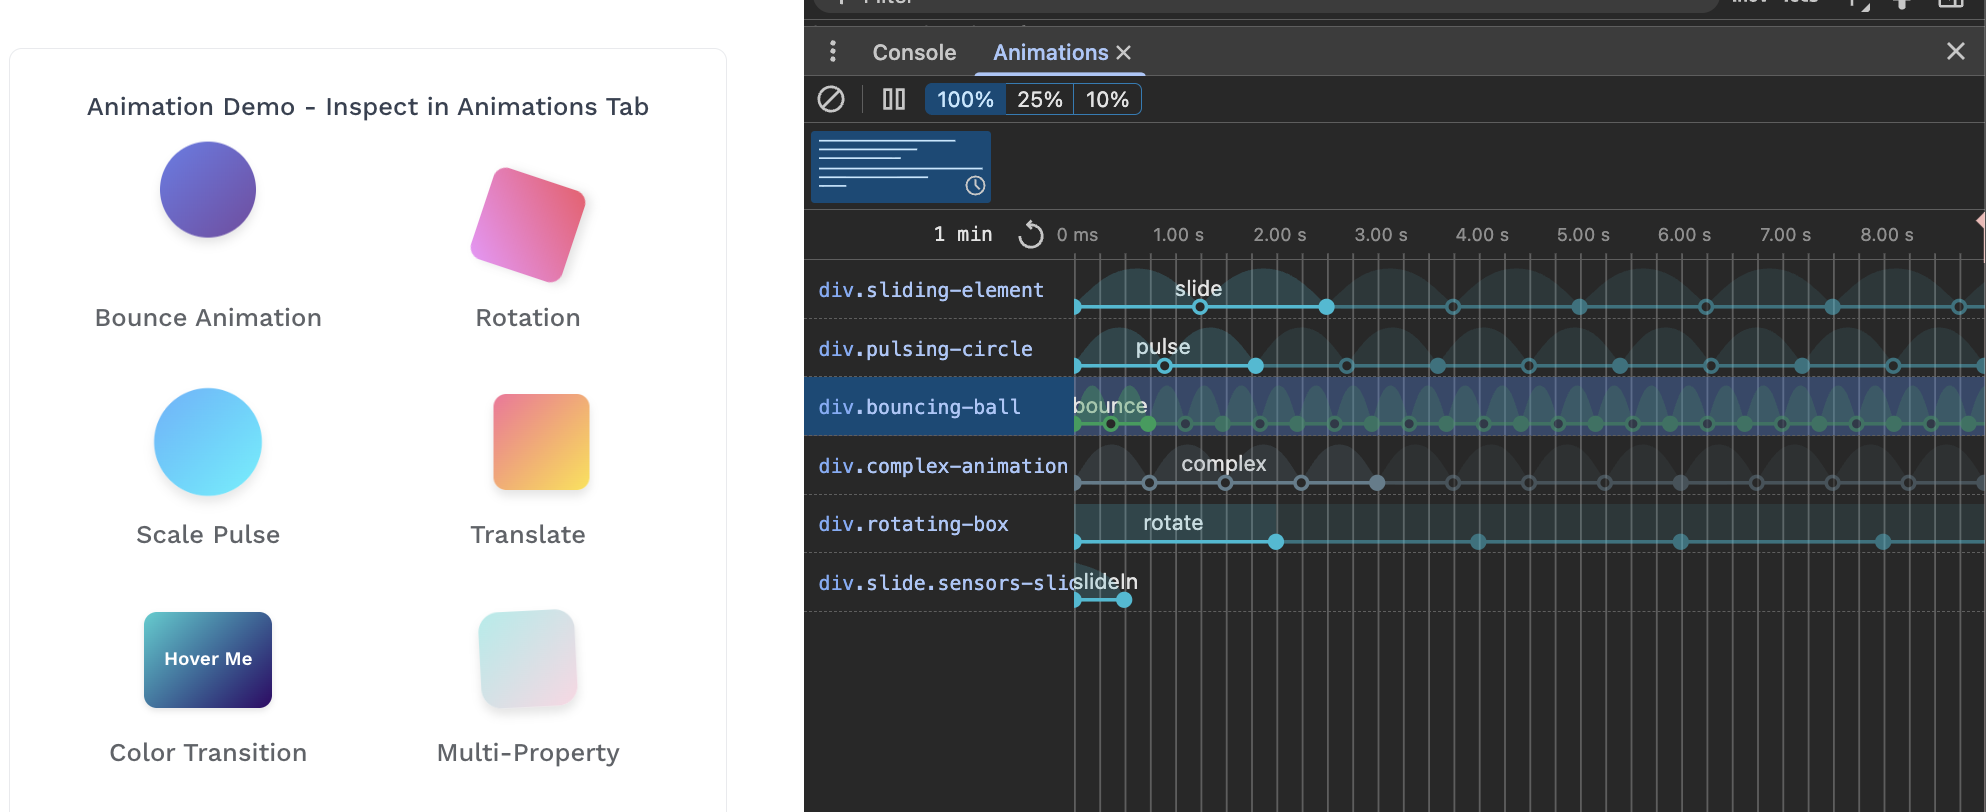 Animation Demo - Inspect in Animations Tab
Bounce Animation
Rotation
Scale Pulse
Translate
Hover Me
Color Transition
Multi-Property
Console
Animations
100%
25%
10%
1 min
0 ms
1.00 s
2.00 s
3.00 s
4.00 s
5.00 s
6.00 s
7.00 s
8.00 s
div.sliding-element
slide
div.pulsing-circle
pulse
div.bouncing-ball
bounce
div.complex-animation
complex
div.rotating-box
rotate
div.slide.sensors-slid
slideIn